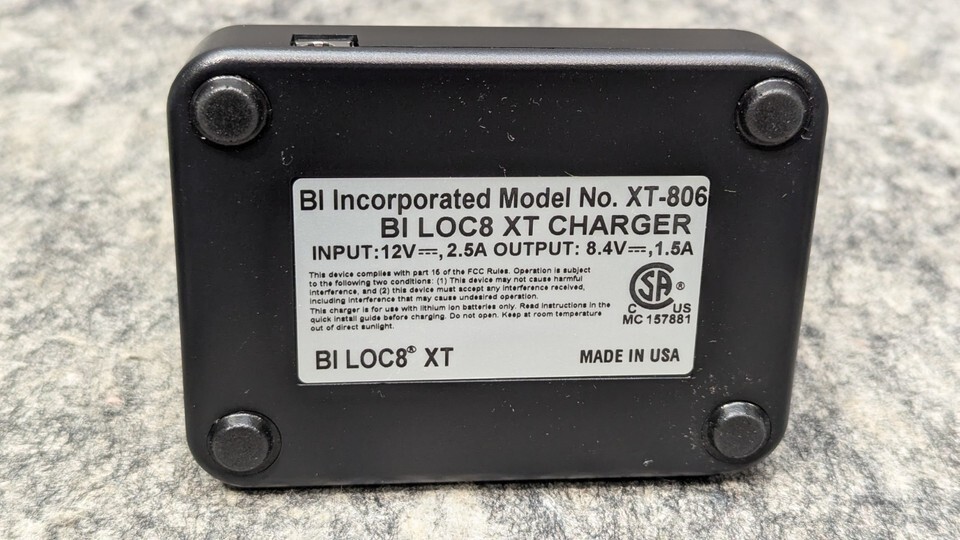 BI Incorporated Model No. XT-806
BI LOC8 XT CHARGER
INPUT:12V⎓, 2.5A OUTPUT: 8.4V⎓,1.5A
This device complies with part 16 of the FCC Rules. Operation is subject
to the following two conditions: (1) This device may not cause harmful
interference, and (2) this device must accept any interference received,
including interference that may cause undesired operation.
This charger is for use with lithium ion batteries only. Read instructions in the
quick install guide before charging. Do not open. Keep at room temperature
out of direct sunlight.
SA ®
C US
MC 157881
BI LOC8® XT
MADE IN USA